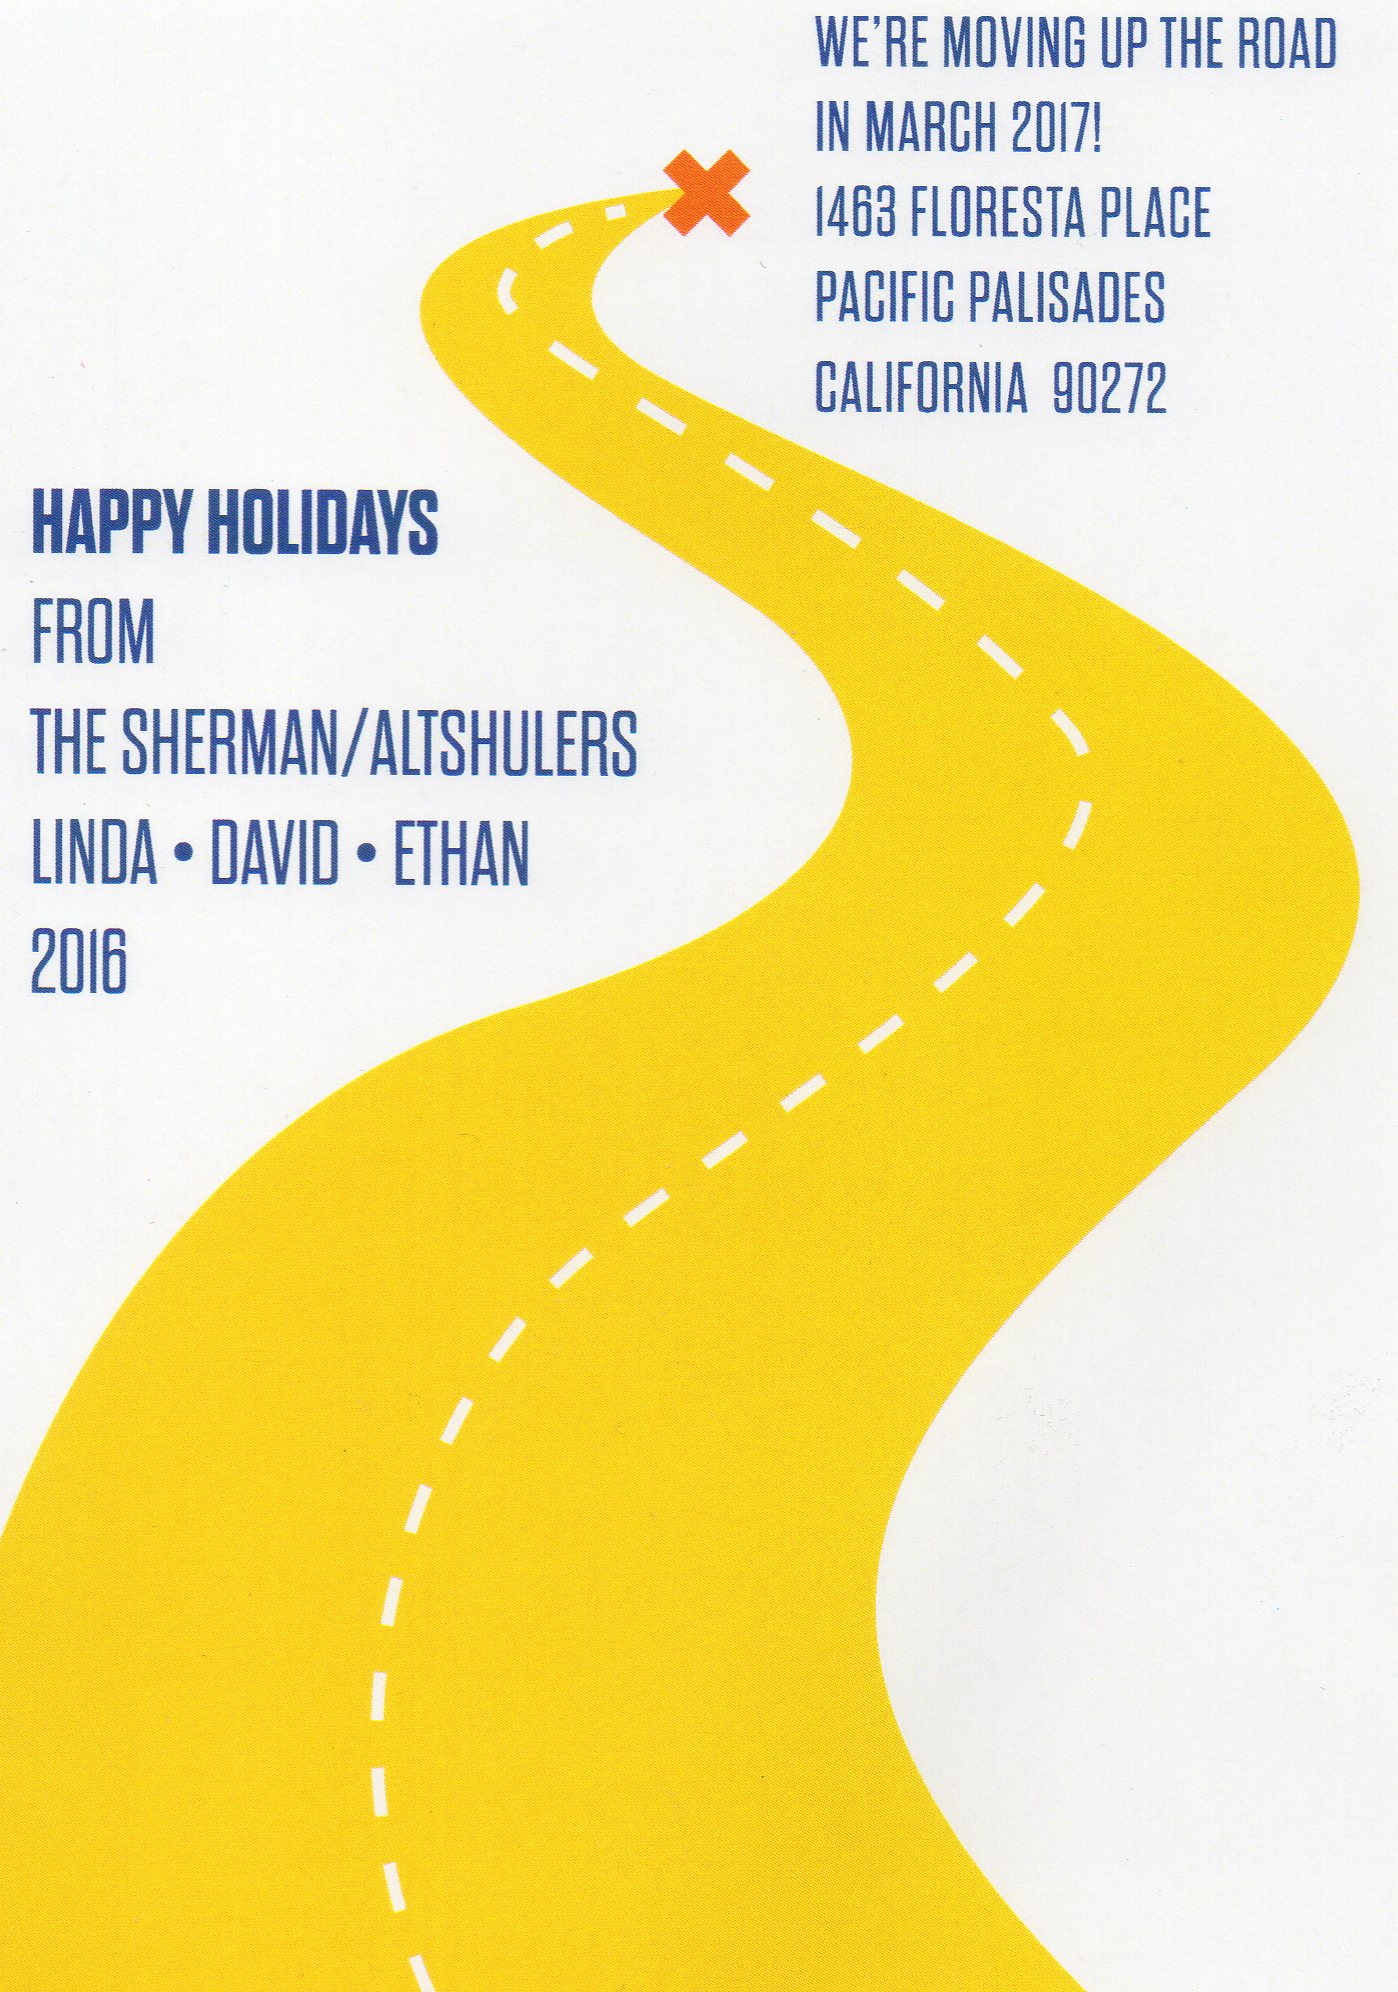 WE'RE MOVING UP THE ROAD
IN MARCH 2017!
1463 FLORESTA PLACE
PACIFIC PALISADES
CALIFORNIA 90272
HAPPY HOLIDAYS
FROM
THE SHERMAN/ALTSHULERS
LINDA • DAVID • ETHAN
2016